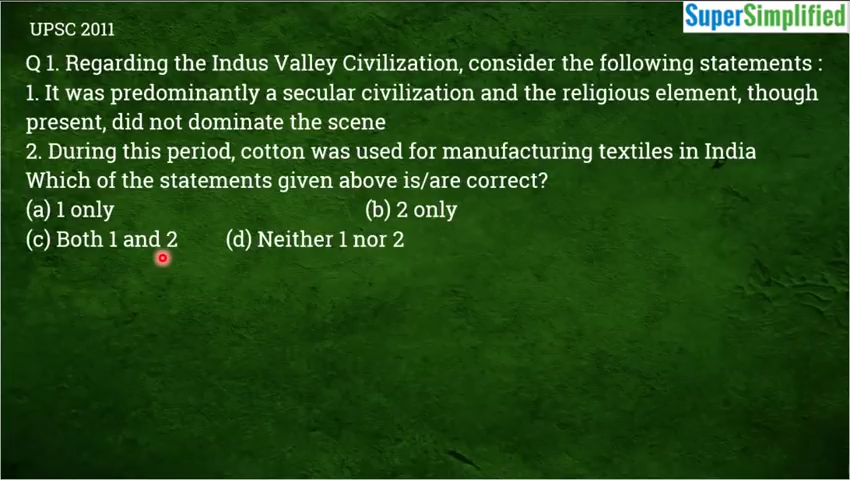 UPSC 2011
SuperSimplified
Q 1. Regarding the Indus Valley Civilization, consider the following statements :
1. It was predominantly a secular civilization and the religious element, though
present, did not dominate the scene
2. During this period, cotton was used for manufacturing textiles in India
Which of the statements given above is/are correct?
(a) 1 only (b) 2 only
(c) Both 1 and 2 (d) Neither 1 nor 2